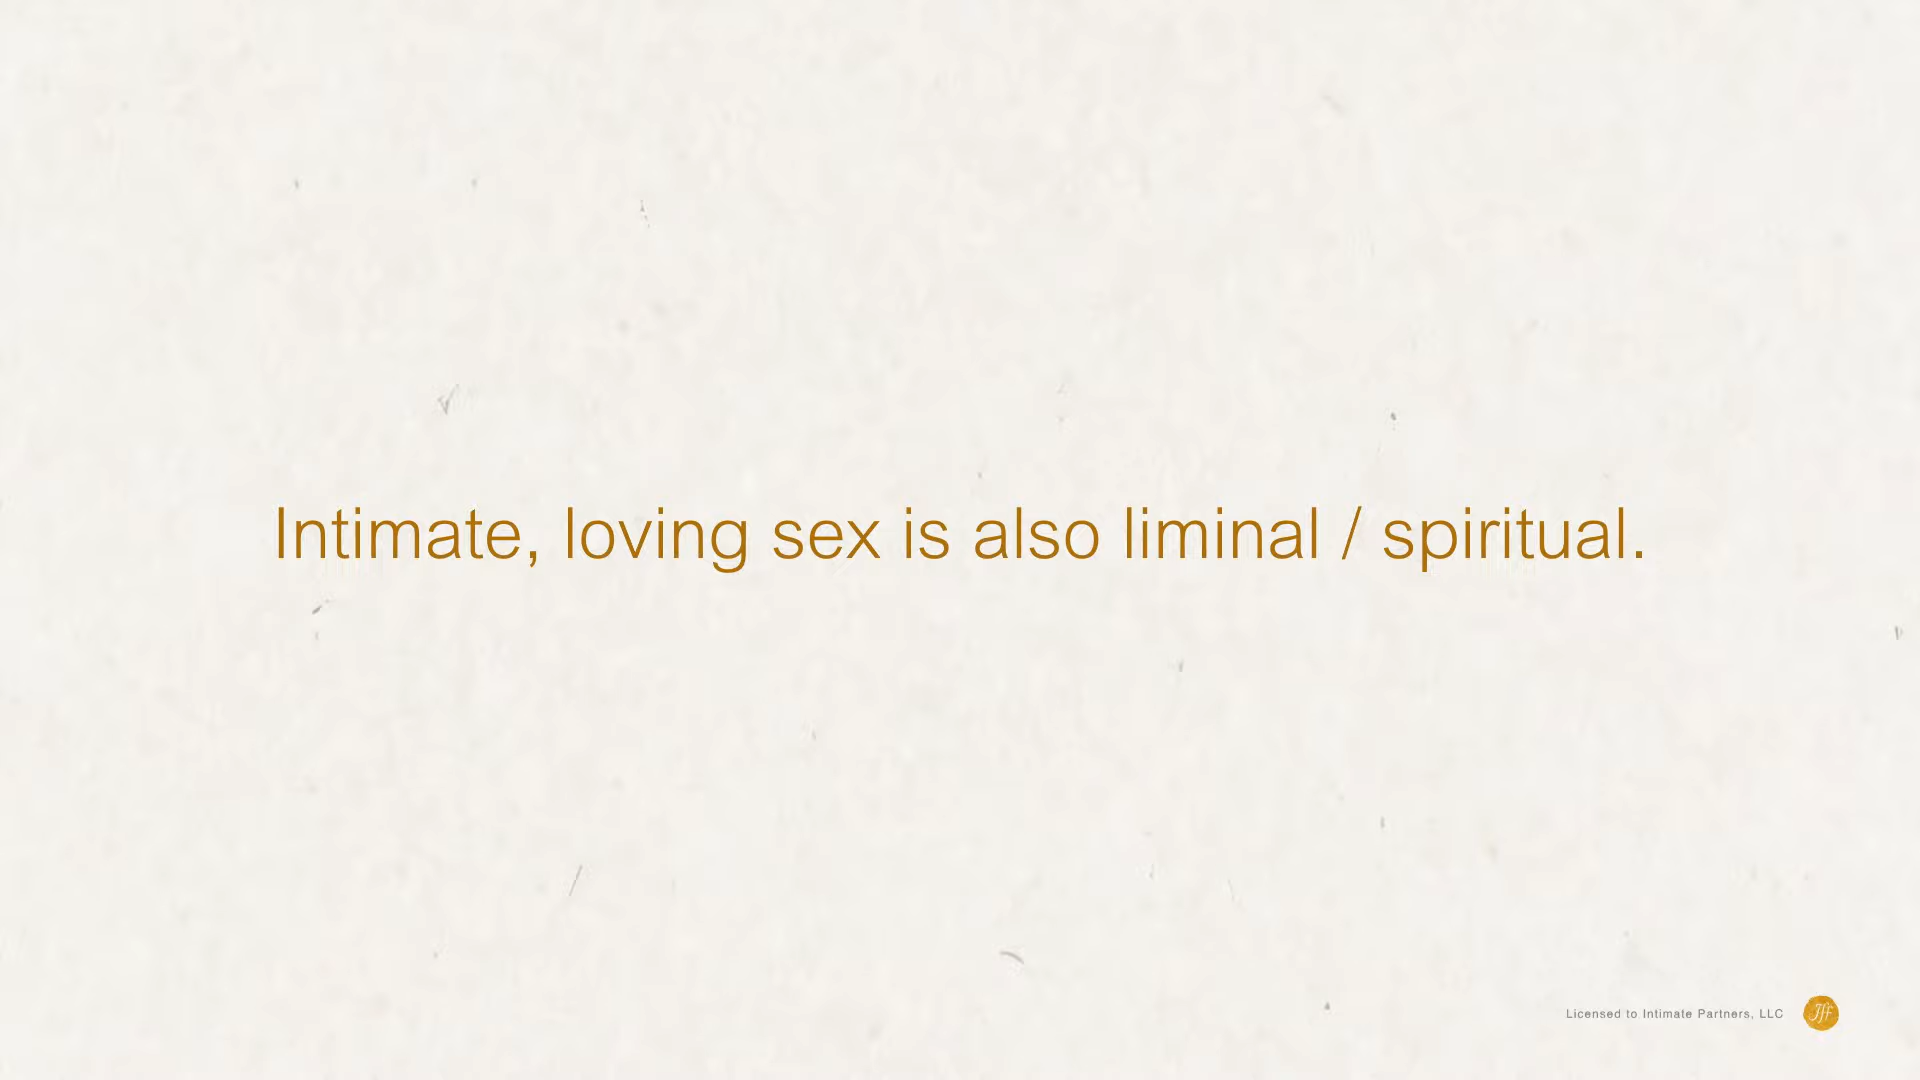 Intimate, loving sex is also liminal / spiritual.
Licensed to Intimate Partners, LLC